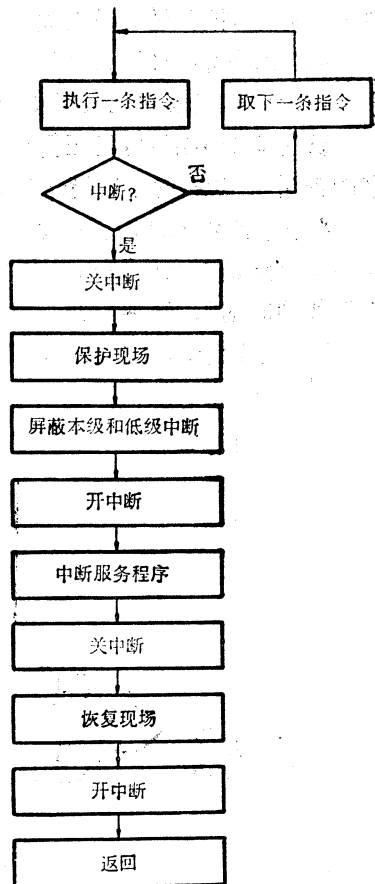 执行一条指令
取下一条指令
中断?
否
是
关中断
保护现场
屏蔽本级和低级中断
开中断
中断服务程序
关中断
恢复现场
开中断
返回